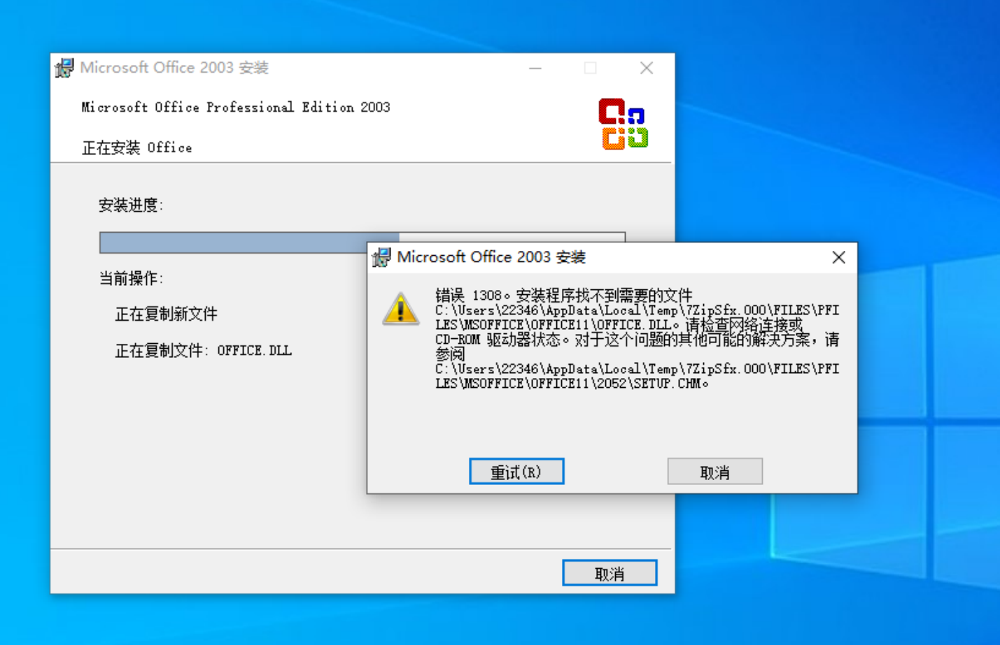 Microsoft Office 2003 安装
Microsoft Office Professional Edition 2003
正在安装 Office
安装进度:
当前操作:
正在复制新文件
正在复制文件: OFFICE.DLL
取消
Microsoft Office 2003 安装
错误 1308。安装程序找不到需要的文件
C:\Users\22346\AppData\Local\Temp\7ZipSfx.000\FILES\PFI
LES\MSOFFICE\OFFICE11\OFFICE.DLL。请检查网络连接或
CD-ROM 驱动器状态。对于这个问题的其他可能的解决方案，请
参阅
C:\Users\22346\AppData\Local\Temp\7ZipSfx.000\FILES\PFI
LES\MSOFFICE\OFFICE11\2052\SETUP.CHM。
重试(R)
取消